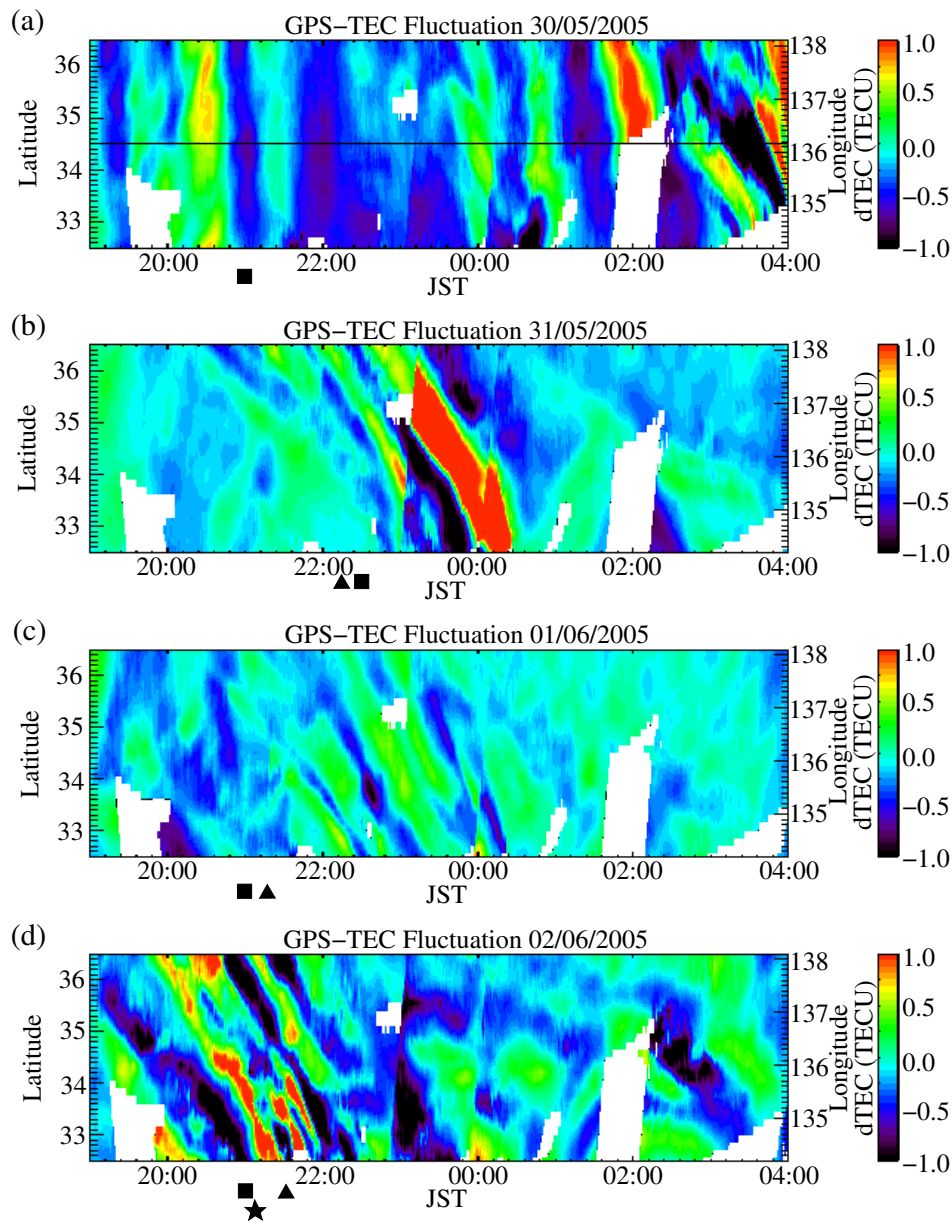 (a)
GPS−TEC Fluctuation 30/05/2005
36
35
34
33
Latitude
138
137
136
135
Longitude
20:00 22:00 00:00 02:00 04:00
JST
1.0
0.5
0.0
−0.5
−1.0
dTEC (TECU)
(b)
GPS−TEC Fluctuation 31/05/2005
36
35
34
33
Latitude
138
137
136
135
Longitude
20:00 22:00 00:00 02:00 04:00
JST
1.0
0.5
0.0
−0.5
−1.0
dTEC (TECU)
(c)
GPS−TEC Fluctuation 01/06/2005
36
35
34
33
Latitude
138
137
136
135
Longitude
20:00 22:00 00:00 02:00 04:00
JST
1.0
0.5
0.0
−0.5
−1.0
dTEC (TECU)
(d)
GPS−TEC Fluctuation 02/06/2005
36
35
34
33
Latitude
138
137
136
135
Longitude
20:00 22:00 00:00 02:00 04:00
JST
1.0
0.5
0.0
−0.5
−1.0
dTEC (TECU)